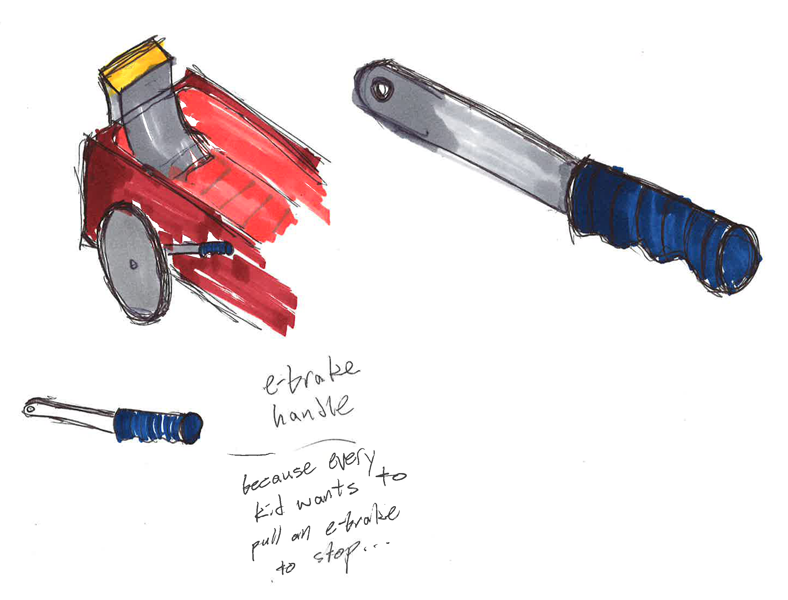 e-brake
handle
because every
kid wants to
pull an e-brake
to stop...